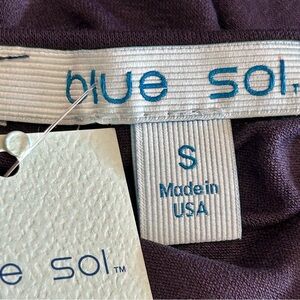 blue sol.
S
Made in
USA
e sol™